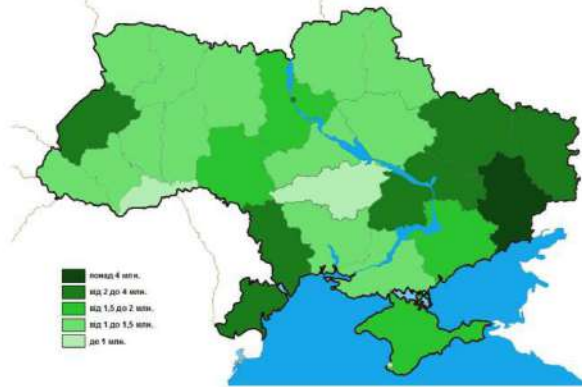 понад 4 млн.
від 2 до 4 млн.
від 1,5 до 2 млн.
від 1 до 1,5 млн.
до 1 млн.